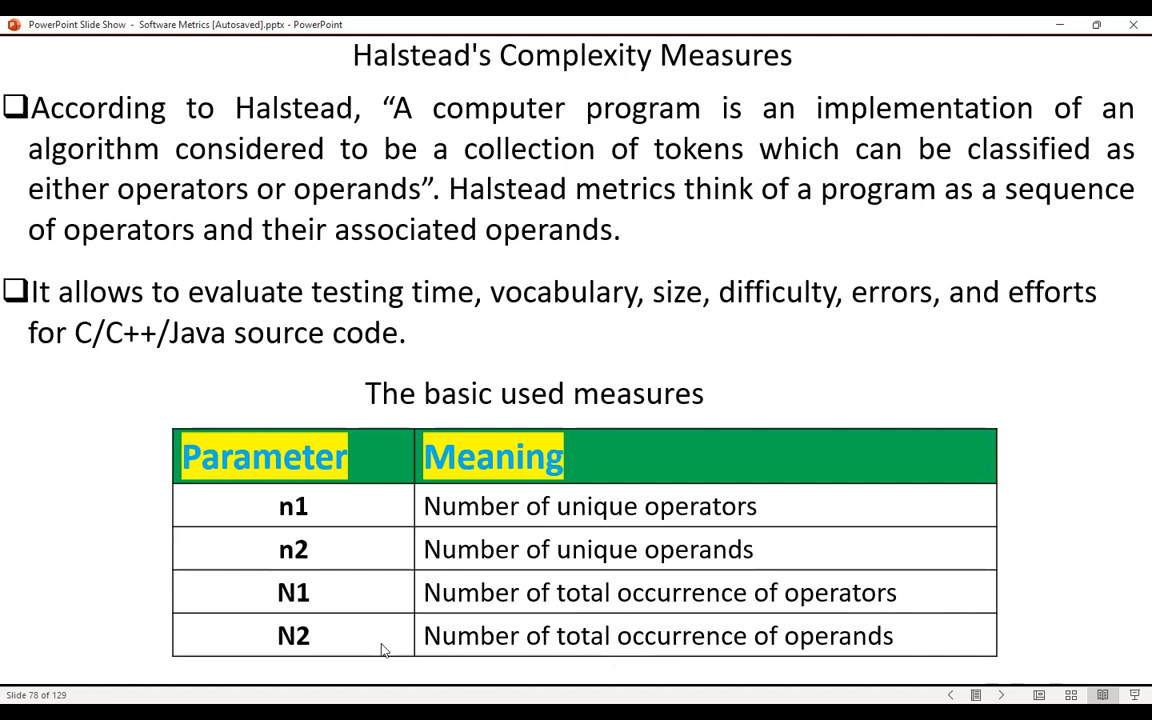 PowerPoint Slide Show - Software Metrics [Autosaved].pptx - PowerPoint
Halstead's Complexity Measures
❑According to Halstead, “A computer program is an implementation of an
algorithm considered to be a collection of tokens which can be classified as
either operators or operands”. Halstead metrics think of a program as a sequence
of operators and their associated operands.
❑It allows to evaluate testing time, vocabulary, size, difficulty, errors, and efforts
for C/C++/Java source code.
The basic used measures
Parameter Meaning
n1 Number of unique operators
n2 Number of unique operands
N1 Number of total occurrence of operators
N2 Number of total occurrence of operands
Slide 78 of 129